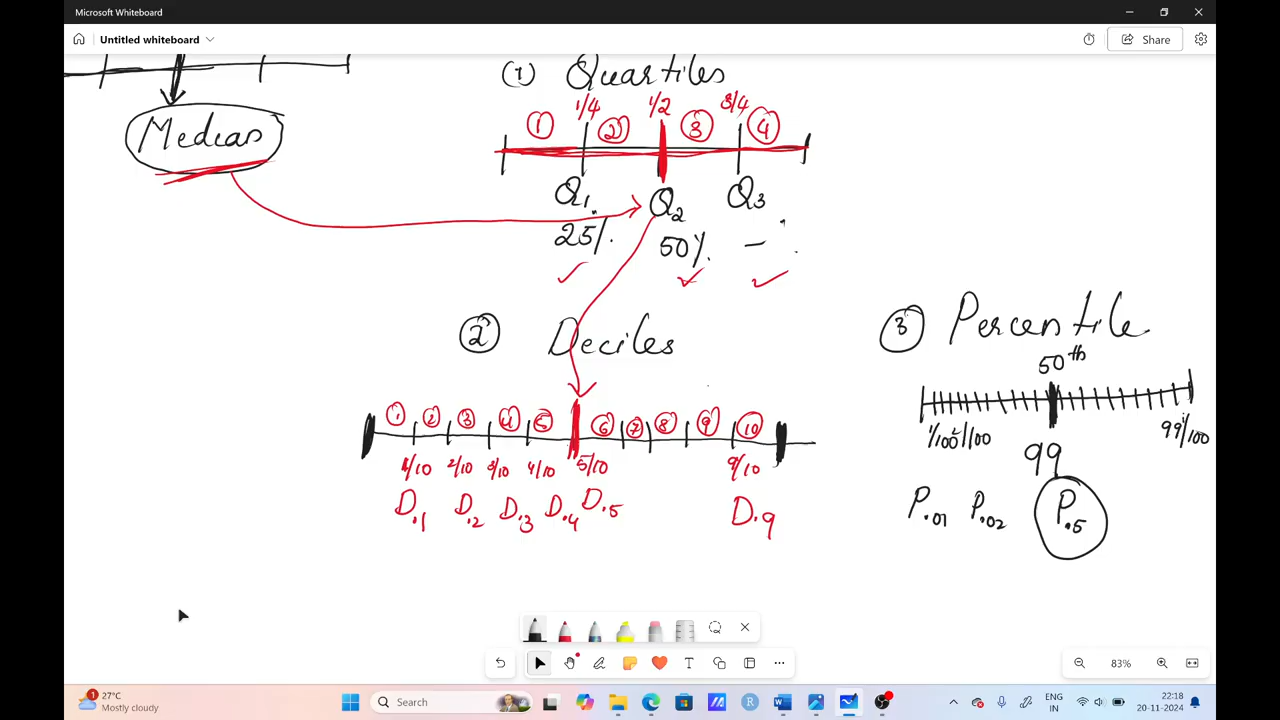 Microsoft Whiteboard
Untitled whiteboard
Share
Median
(1) Quartiles
1/4 1/2 3/4
1 2 3 4
Q1 Q2 Q3
25% 50%
2 Deciles
1 2 3 4 5 6 7 8 9 10
1/10 2/10 3/10 4/10 5/10 9/10
D.1 D.2 D.3 D.4 D.5 D.9
3 Percentile
50th
1/100 1/100 99/100
99
P.01 P.02 P.5
83%
1
27°C
Mostly cloudy
Search
ENG
IN
22:18
20-11-2024